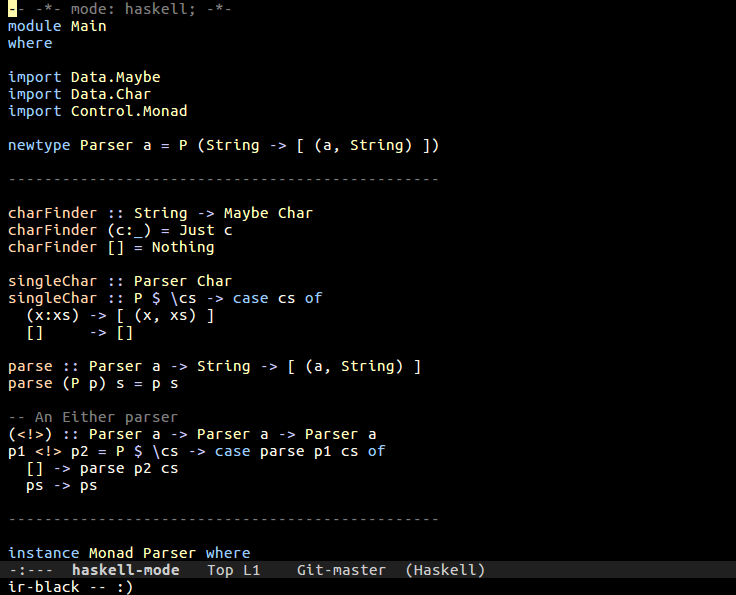 -- -*- mode: haskell; -*-
module Main
where

import Data.Maybe
import Data.Char
import Control.Monad

newtype Parser a = P (String -> [ (a, String) ])

------------------------------------------------

charFinder :: String -> Maybe Char
charFinder (c:_) = Just c
charFinder [] = Nothing

singleChar :: Parser Char
singleChar :: P $ \cs -> case cs of
  (x:xs) -> [ (x, xs) ]
  []     -> []

parse :: Parser a -> String -> [ (a, String) ]
parse (P p) s = p s

-- An Either parser
(<!>) :: Parser a -> Parser a -> Parser a
p1 <!> p2 = P $ \cs -> case parse p1 cs of
  [] -> parse p2 cs
  ps -> ps

------------------------------------------------

instance Monad Parser where
-:---  haskell-mode   Top L1    Git-master  (Haskell)
ir-black -- :)